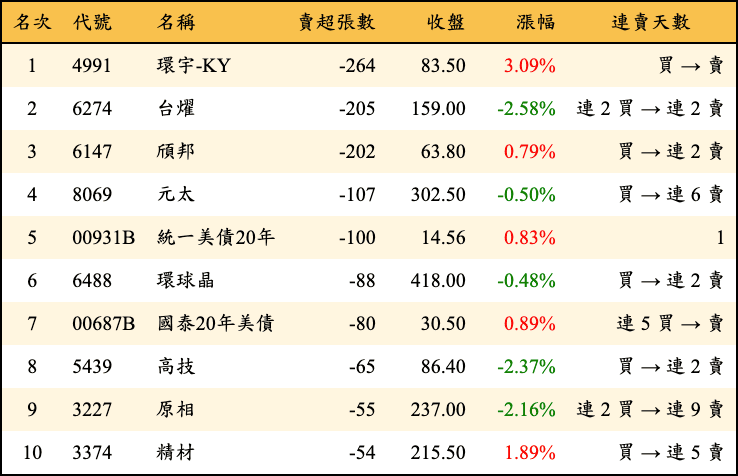 名次 代號 名稱 賣超張數 收盤 漲幅 連賣天數
1 4991 環宇-KY -264 83.50 3.09% 買 → 賣
2 6274 台燿 -205 159.00 -2.58% 連 2 買 → 連 2 賣
3 6147 頎邦 -202 63.80 0.79% 買 → 連 2 賣
4 8069 元太 -107 302.50 -0.50% 買 → 連 6 賣
5 00931B 統一美債20年 -100 14.56 0.83% 1
6 6488 環球晶 -88 418.00 -0.48% 買 → 連 2 賣
7 00687B 國泰20年美債 -80 30.50 0.89% 連 5 買 → 賣
8 5439 高技 -65 86.40 -2.37% 買 → 連 2 賣
9 3227 原相 -55 237.00 -2.16% 連 2 買 → 連 9 賣
10 3374 精材 -54 215.50 1.89% 買 → 連 5 賣